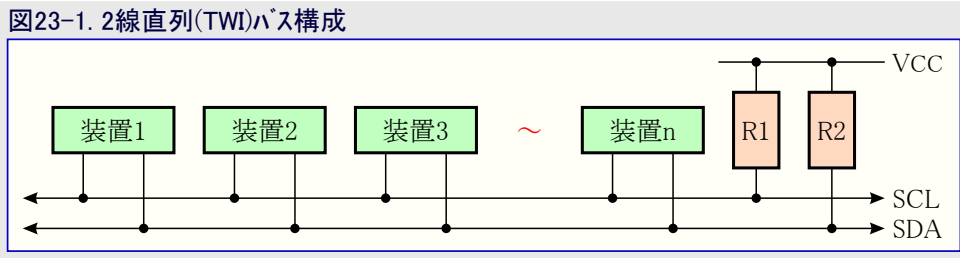 図23-1. 2線直列(TWI)ﾊﾞｽ構成
VCC
装置1 装置2 装置3 ～ 装置n R1 R2
SCL
SDA